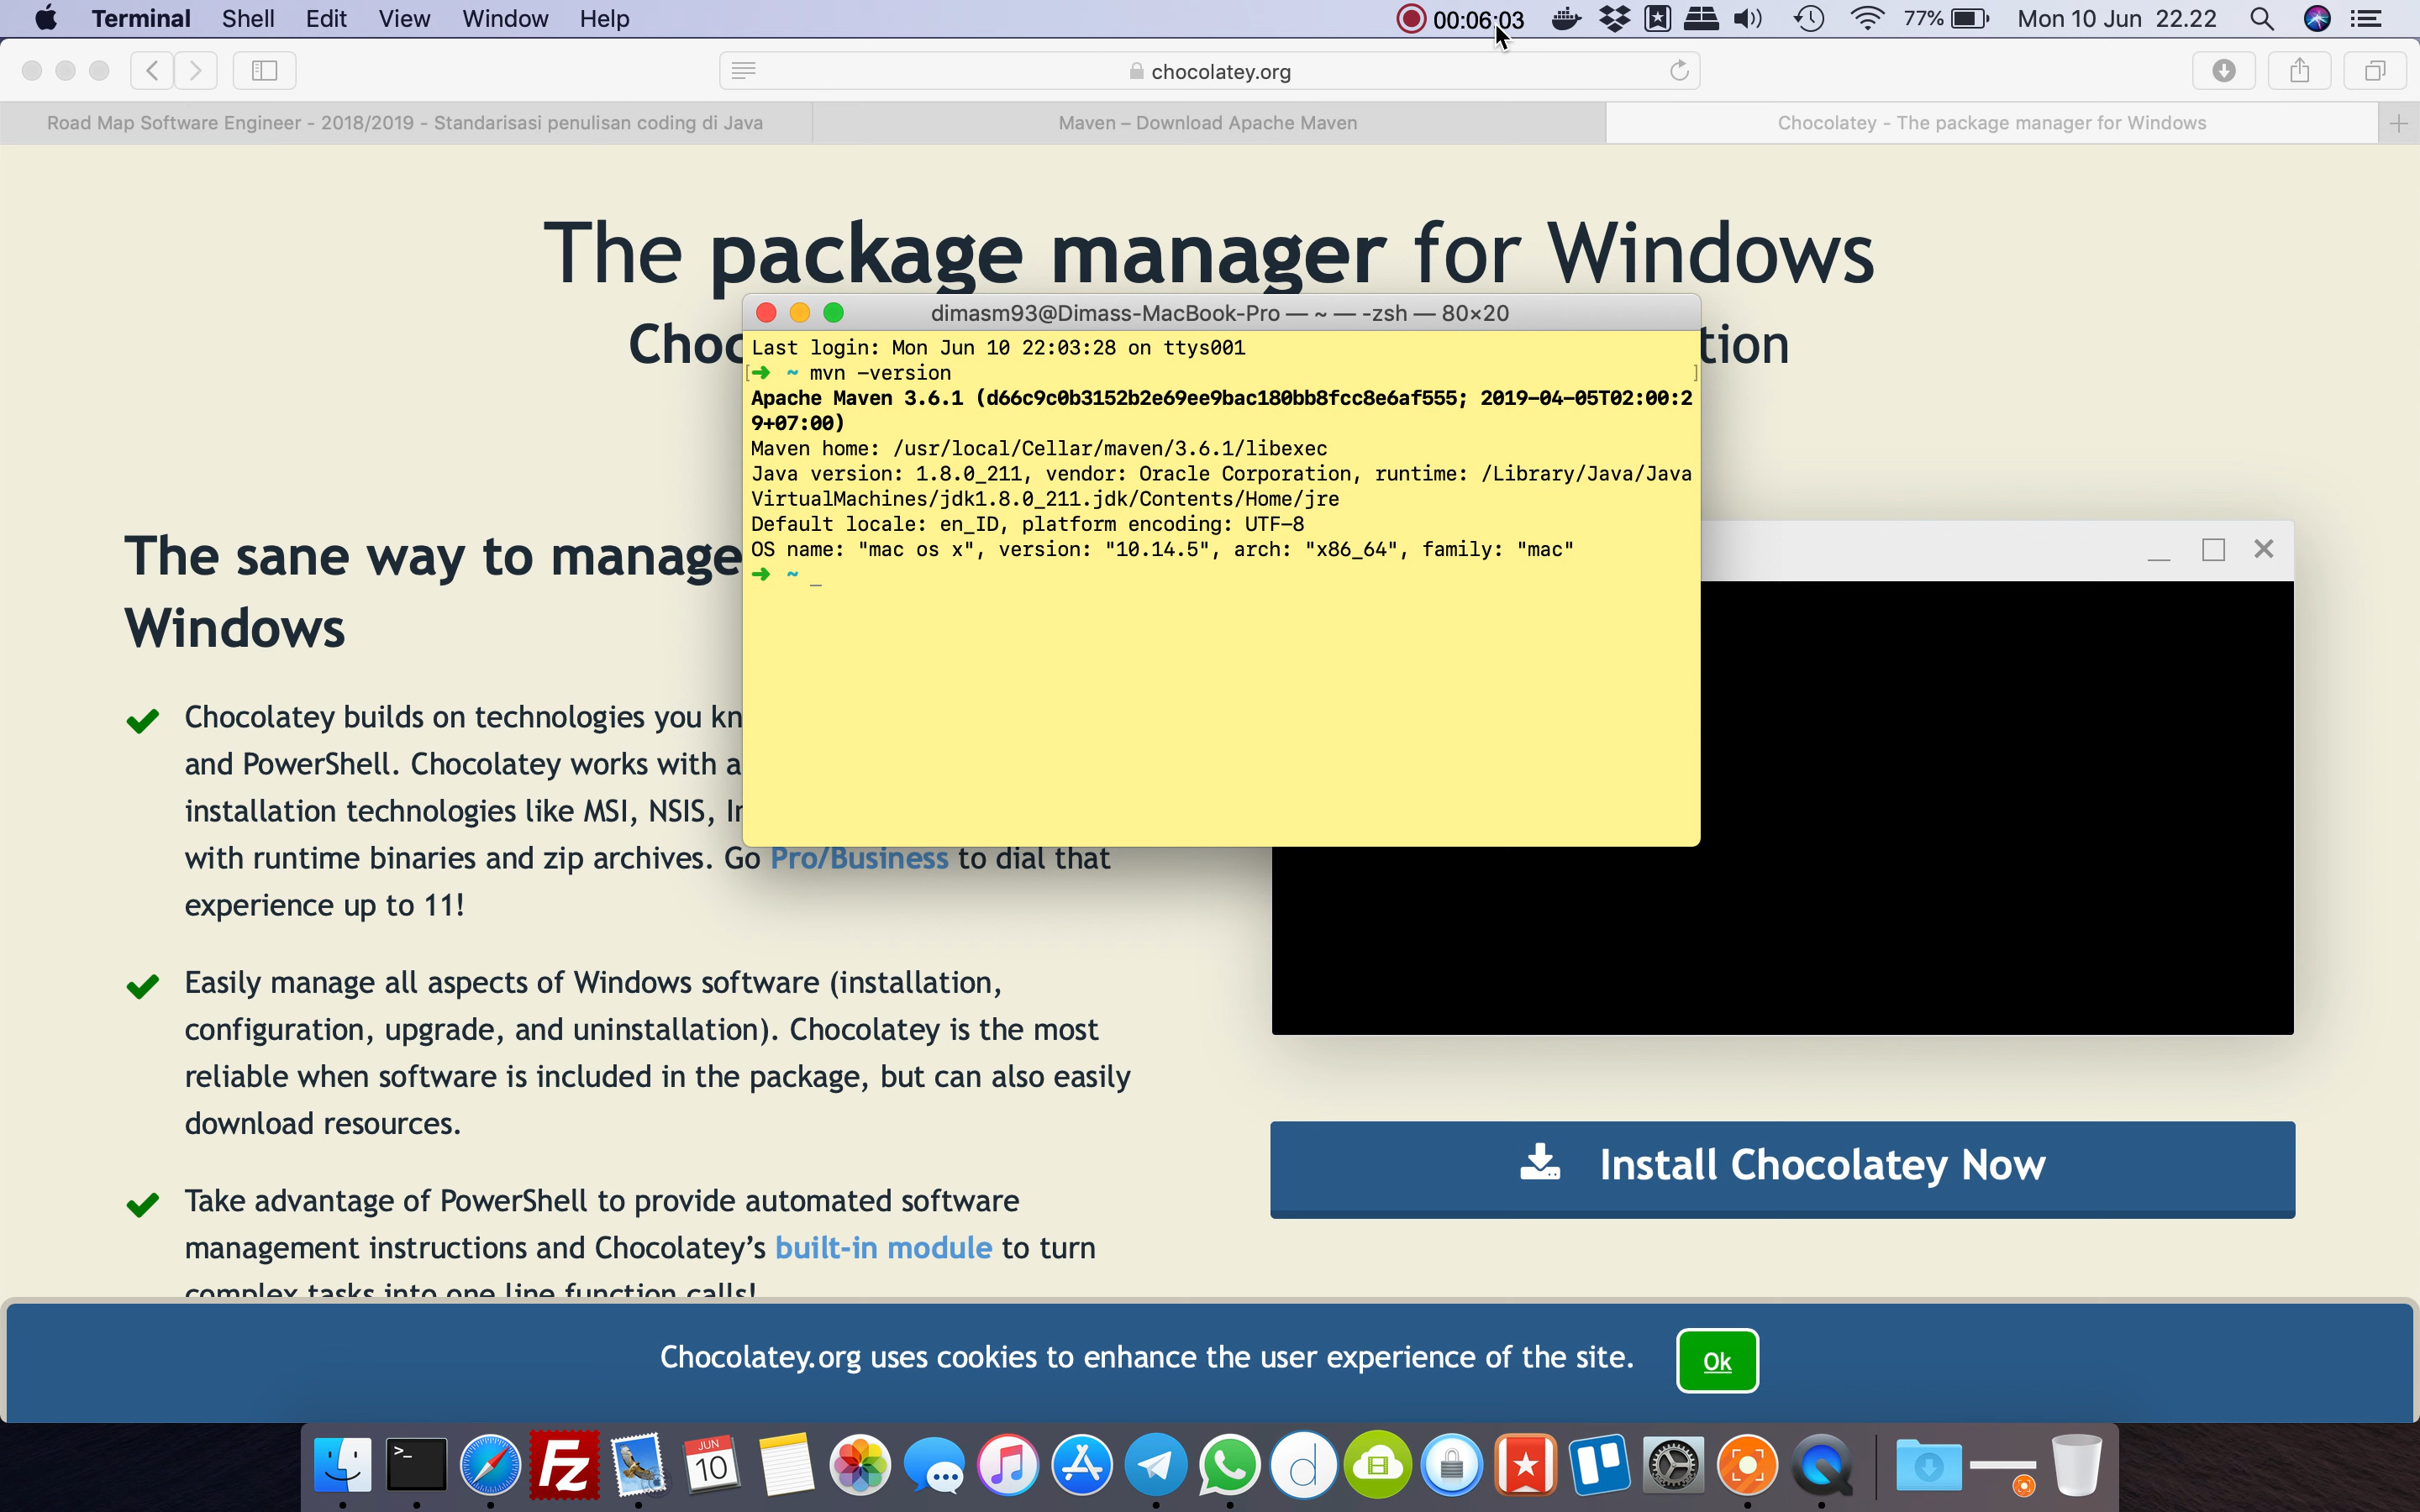 Terminal Shell Edit View Window Help 00:06:03 77% Mon 10 Jun 22.22
chocolatey.org
Road Map Software Engineer - 2018/2019 - Standarisasi penulisan coding di Java
Maven – Download Apache Maven
Chocolatey - The package manager for Windows
The package manager for Windows
Choc
tion
dimasm93@Dimass-MacBook-Pro — ~ — -zsh — 80×20
Last login: Mon Jun 10 22:03:28 on ttys001
[➜ ~ mvn -version ]
Apache Maven 3.6.1 (d66c9c0b3152b2e69ee9bac180bb8fcc8e6af555; 2019-04-05T02:00:2
9+07:00)
Maven home: /usr/local/Cellar/maven/3.6.1/libexec
Java version: 1.8.0_211, vendor: Oracle Corporation, runtime: /Library/Java/Java
VirtualMachines/jdk1.8.0_211.jdk/Contents/Home/jre
Default locale: en_ID, platform encoding: UTF-8
OS name: "mac os x", version: "10.14.5", arch: "x86_64", family: "mac"
➜ ~ _
The sane way to manage
Windows
Chocolatey builds on technologies you kn
and PowerShell. Chocolatey works with a
installation technologies like MSI, NSIS, I
with runtime binaries and zip archives. Go Pro/Business to dial that
experience up to 11!
Easily manage all aspects of Windows software (installation,
configuration, upgrade, and uninstallation). Chocolatey is the most
reliable when software is included in the package, but can also easily
download resources.
Take advantage of PowerShell to provide automated software
management instructions and Chocolatey’s built-in module to turn
complex tasks into one line function calls!
Install Chocolatey Now
Chocolatey.org uses cookies to enhance the user experience of the site.
Ok
>_
Fz
JUN
10
d